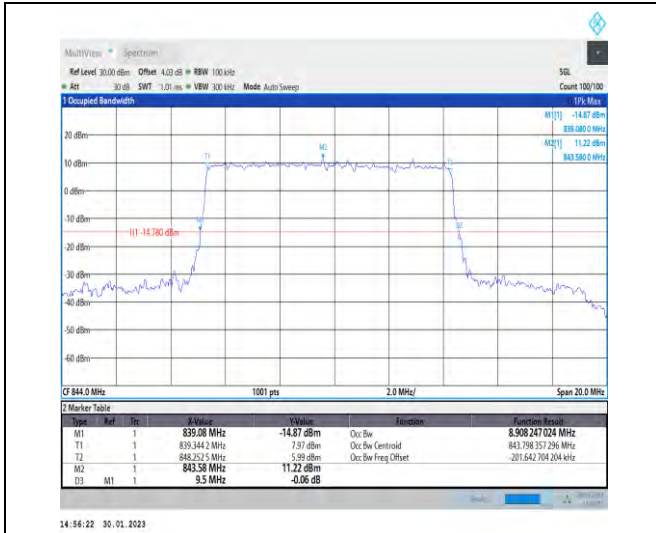 MultiView Spectrum
Ref Level 30.00 dBm Offset 4.03 dB RBW 100 kHz SGL
Att 30 dB SWT 1.01 ms VBW 300 kHz Mode Auto Sweep Count 100/100
1 Occupied Bandwidth 1Pk Max
M1[1] -14.87 dBm
839.080 0 MHz
M2[1] 11.22 dBm
843.580 0 MHz
20 dBm
M2
T1
10 dBm
0 dBm
-10 dBm
H1 -14.780 dBm
-20 dBm
-30 dBm
-40 dBm
-50 dBm
-60 dBm
CF 844.0 MHz 1001 pts 2.0 MHz/ Span 20.0 MHz
2 Marker Table
Type Ref Trc X-Value Y-Value Function Function Result
M1 1 839.08 MHz -14.87 dBm Occ Bw 8.908 247 024 MHz
T1 1 839.344 2 MHz 7.97 dBm Occ Bw Centroid 843.798 357 296 MHz
T2 1 848.252 5 MHz 5.99 dBm Occ Bw Freq Offset -201.642 704 204 kHz
M2 1 843.58 MHz 11.22 dBm
D3 M1 1 9.5 MHz -0.06 dB
14:56:22 30.01.2023